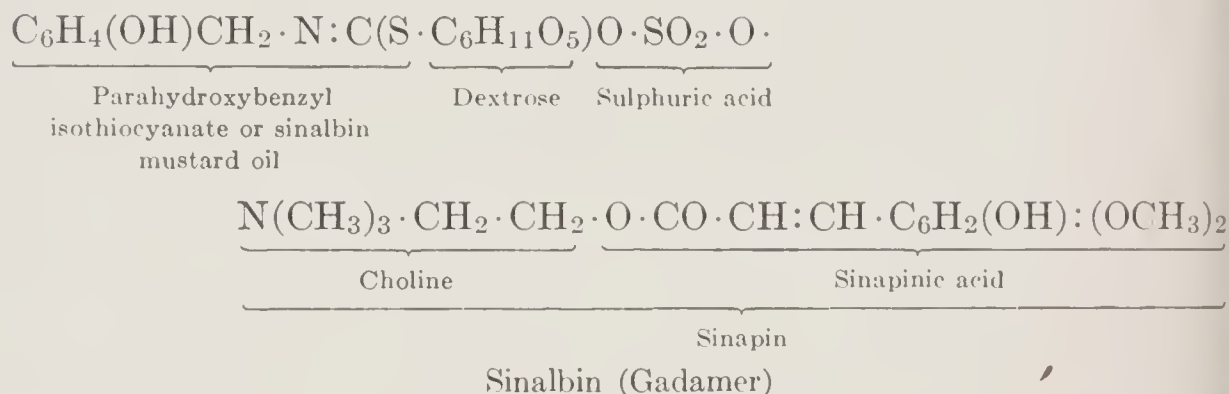 C₆H₄(OH)CH₂·N:C(S·C₆H₁₁O₅)O·SO₂·O·
Parahydroxybenzyl Dextrose Sulphuric acid
isothiocyanate or sinalbin
mustard oil
N(CH₃)₃·CH₂·CH₂·O·CO·CH:CH·C₆H₂(OH):(OCH₃)₂
Choline Sinapinic acid
Sinapin
Sinalbin (Gadamer)